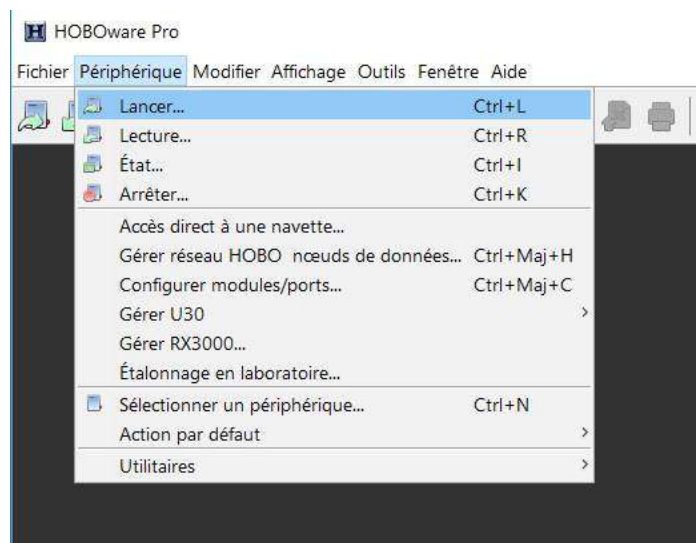 HOBOware Pro
Fichier Périphérique Modifier Affichage Outils Fenêtre Aide
Lancer... Ctrl+L
Lecture... Ctrl+R
État... Ctrl+I
Arrêter... Ctrl+K
Accès direct à une navette...
Gérer réseau HOBO nœuds de données... Ctrl+Maj+H
Configurer modules/ports... Ctrl+Maj+C
Gérer U30
Gérer RX3000...
Étalonnage en laboratoire...
Sélectionner un périphérique... Ctrl+N
Action par défaut
Utilitaires